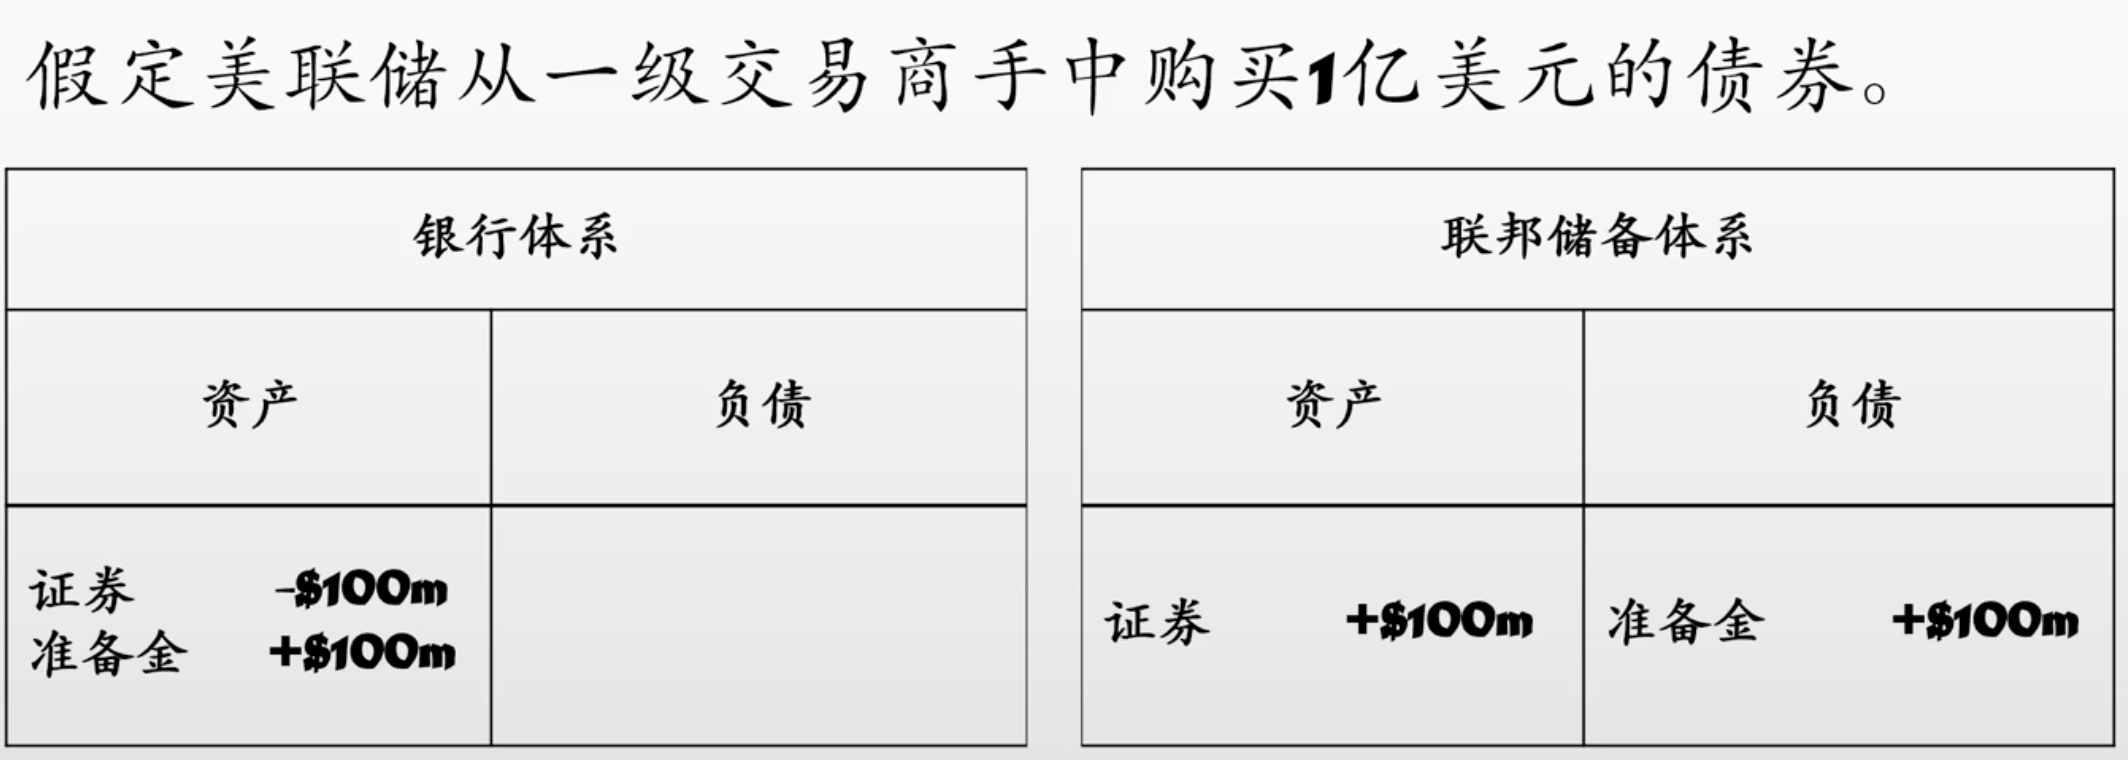 假定美联储从一级交易商手中购买1亿美元的债券。
银行体系
资产 负债
证券 -$100m
准备金 +$100m
联邦储备体系
资产 负债
证券 +$100m 准备金 +$100m